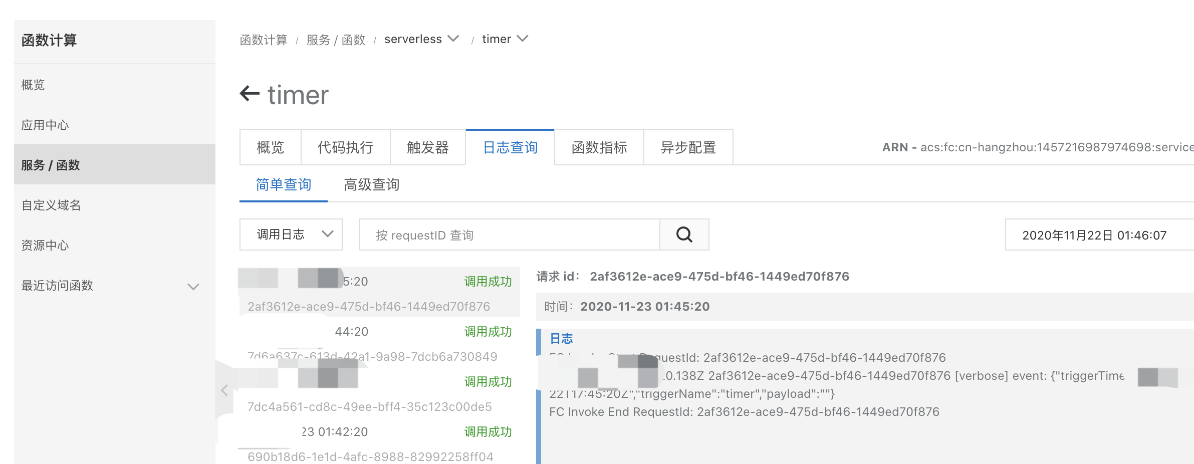 函数计算
概览
应用中心
服务 / 函数
自定义域名
资源中心
最近访问函数
函数计算 / 服务 / 函数 / serverless / timer
timer
概览 代码执行 触发器 日志查询 函数指标 异步配置
ARN - acs:fc:cn-hangzhou:1457216987974698:service
简单查询 高级查询
调用日志 按 requestID 查询 2020年11月22日 01:46:07
5:20 调用成功
2af3612e-ace9-475d-bf46-1449ed70f876
44:20 调用成功
7d6a637c-613d-42a1-9a98-7dcb6a730849
调用成功
7dc4a561-cd8c-49ee-bff4-35c123c00de5
23 01:42:20 调用成功
690b18d6-1e1d-4afc-8988-82992258ff04
请求 id： 2af3612e-ace9-475d-bf46-1449ed70f876
时间： 2020-11-23 01:45:20
日志
RequestId: 2af3612e-ace9-475d-bf46-1449ed70f876
0.138Z 2af3612e-ace9-475d-bf46-1449ed70f876 [verbose] event: {"triggerTime
22T17:45:20Z","triggerName":"timer","payload":""}
FC Invoke End RequestId: 2af3612e-ace9-475d-bf46-1449ed70f876